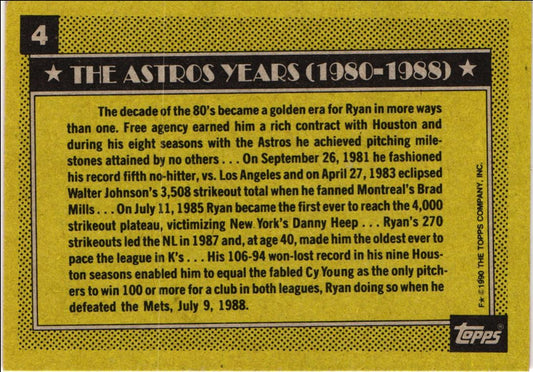 4
★ THE ASTROS YEARS (1980-1988) ★
The decade of the 80's became a golden era for Ryan in more ways
than one. Free agency earned him a rich contract with Houston and
during his eight seasons with the Astros he achieved pitching mile-
stones attained by no others . . . On September 26, 1981 he fashioned
his record fifth no-hitter, vs. Los Angeles and on April 27, 1983 eclipsed
Walter Johnson's 3,508 strikeout total when he fanned Montreal's Brad
Mills . . . On July 11, 1985 Ryan became the first ever to reach the 4,000
strikeout plateau, victimizing New York's Danny Heep . . . Ryan's 270
strikeouts led the NL in 1987 and, at age 40, made him the oldest ever to
pace the league in K's . . . His 106-94 won-lost record in his nine Hous-
ton seasons enabled him to equal the fabled Cy Young as the only pitch-
ers to win 100 or more for a club in both leagues, Ryan doing so when he
defeated the Mets, July 9, 1988.
F★ © 1990 THE TOPPS COMPANY, INC.
topps®